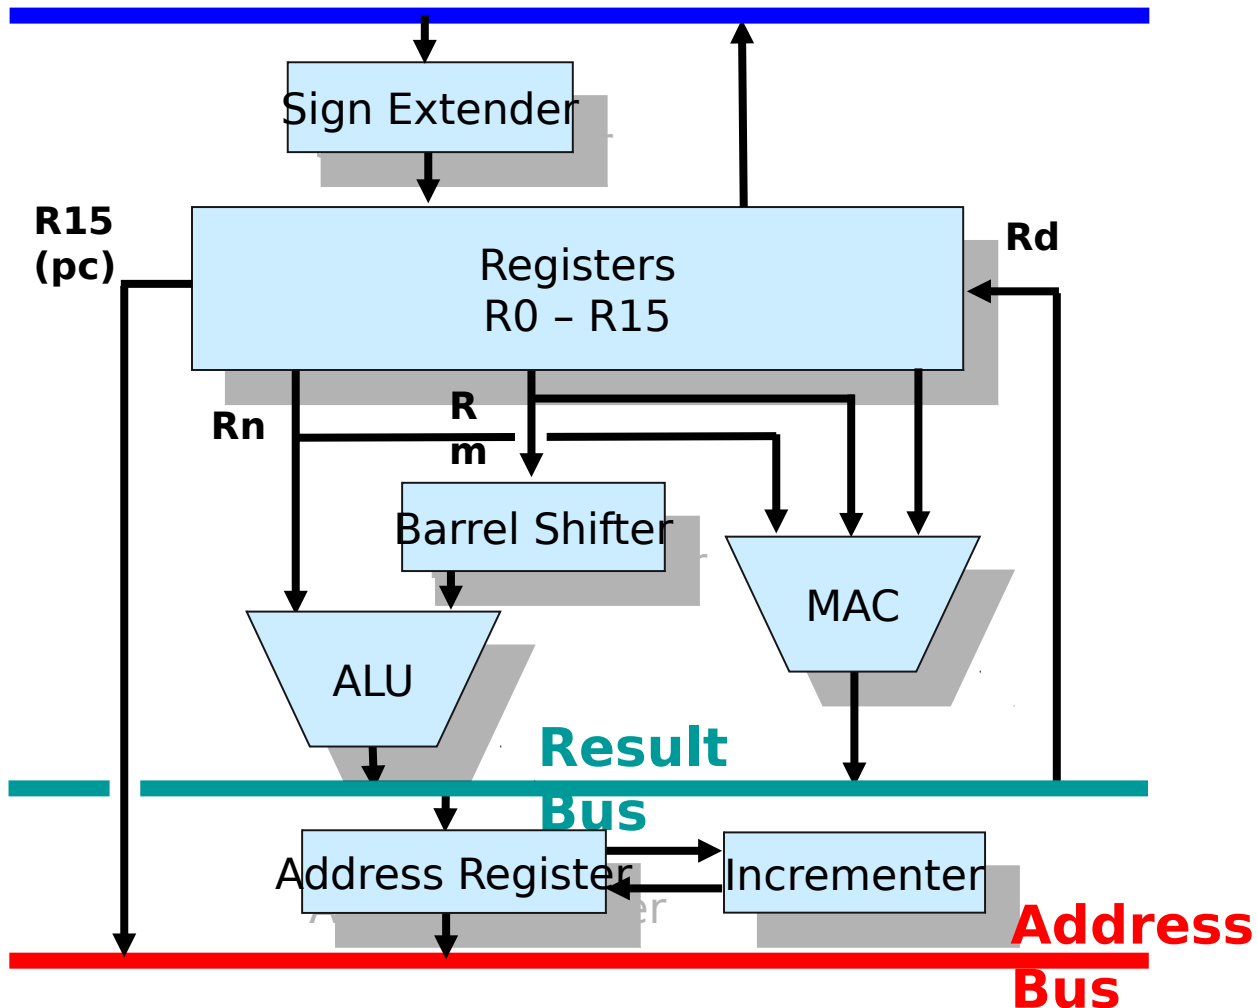 Sign Extender
R15
(pc)
Rd
Registers
R0 – R15
Rn
R
m
Barrel Shifter
MAC
ALU
Result
Bus
Address Register
Incrementer
Address
Bus